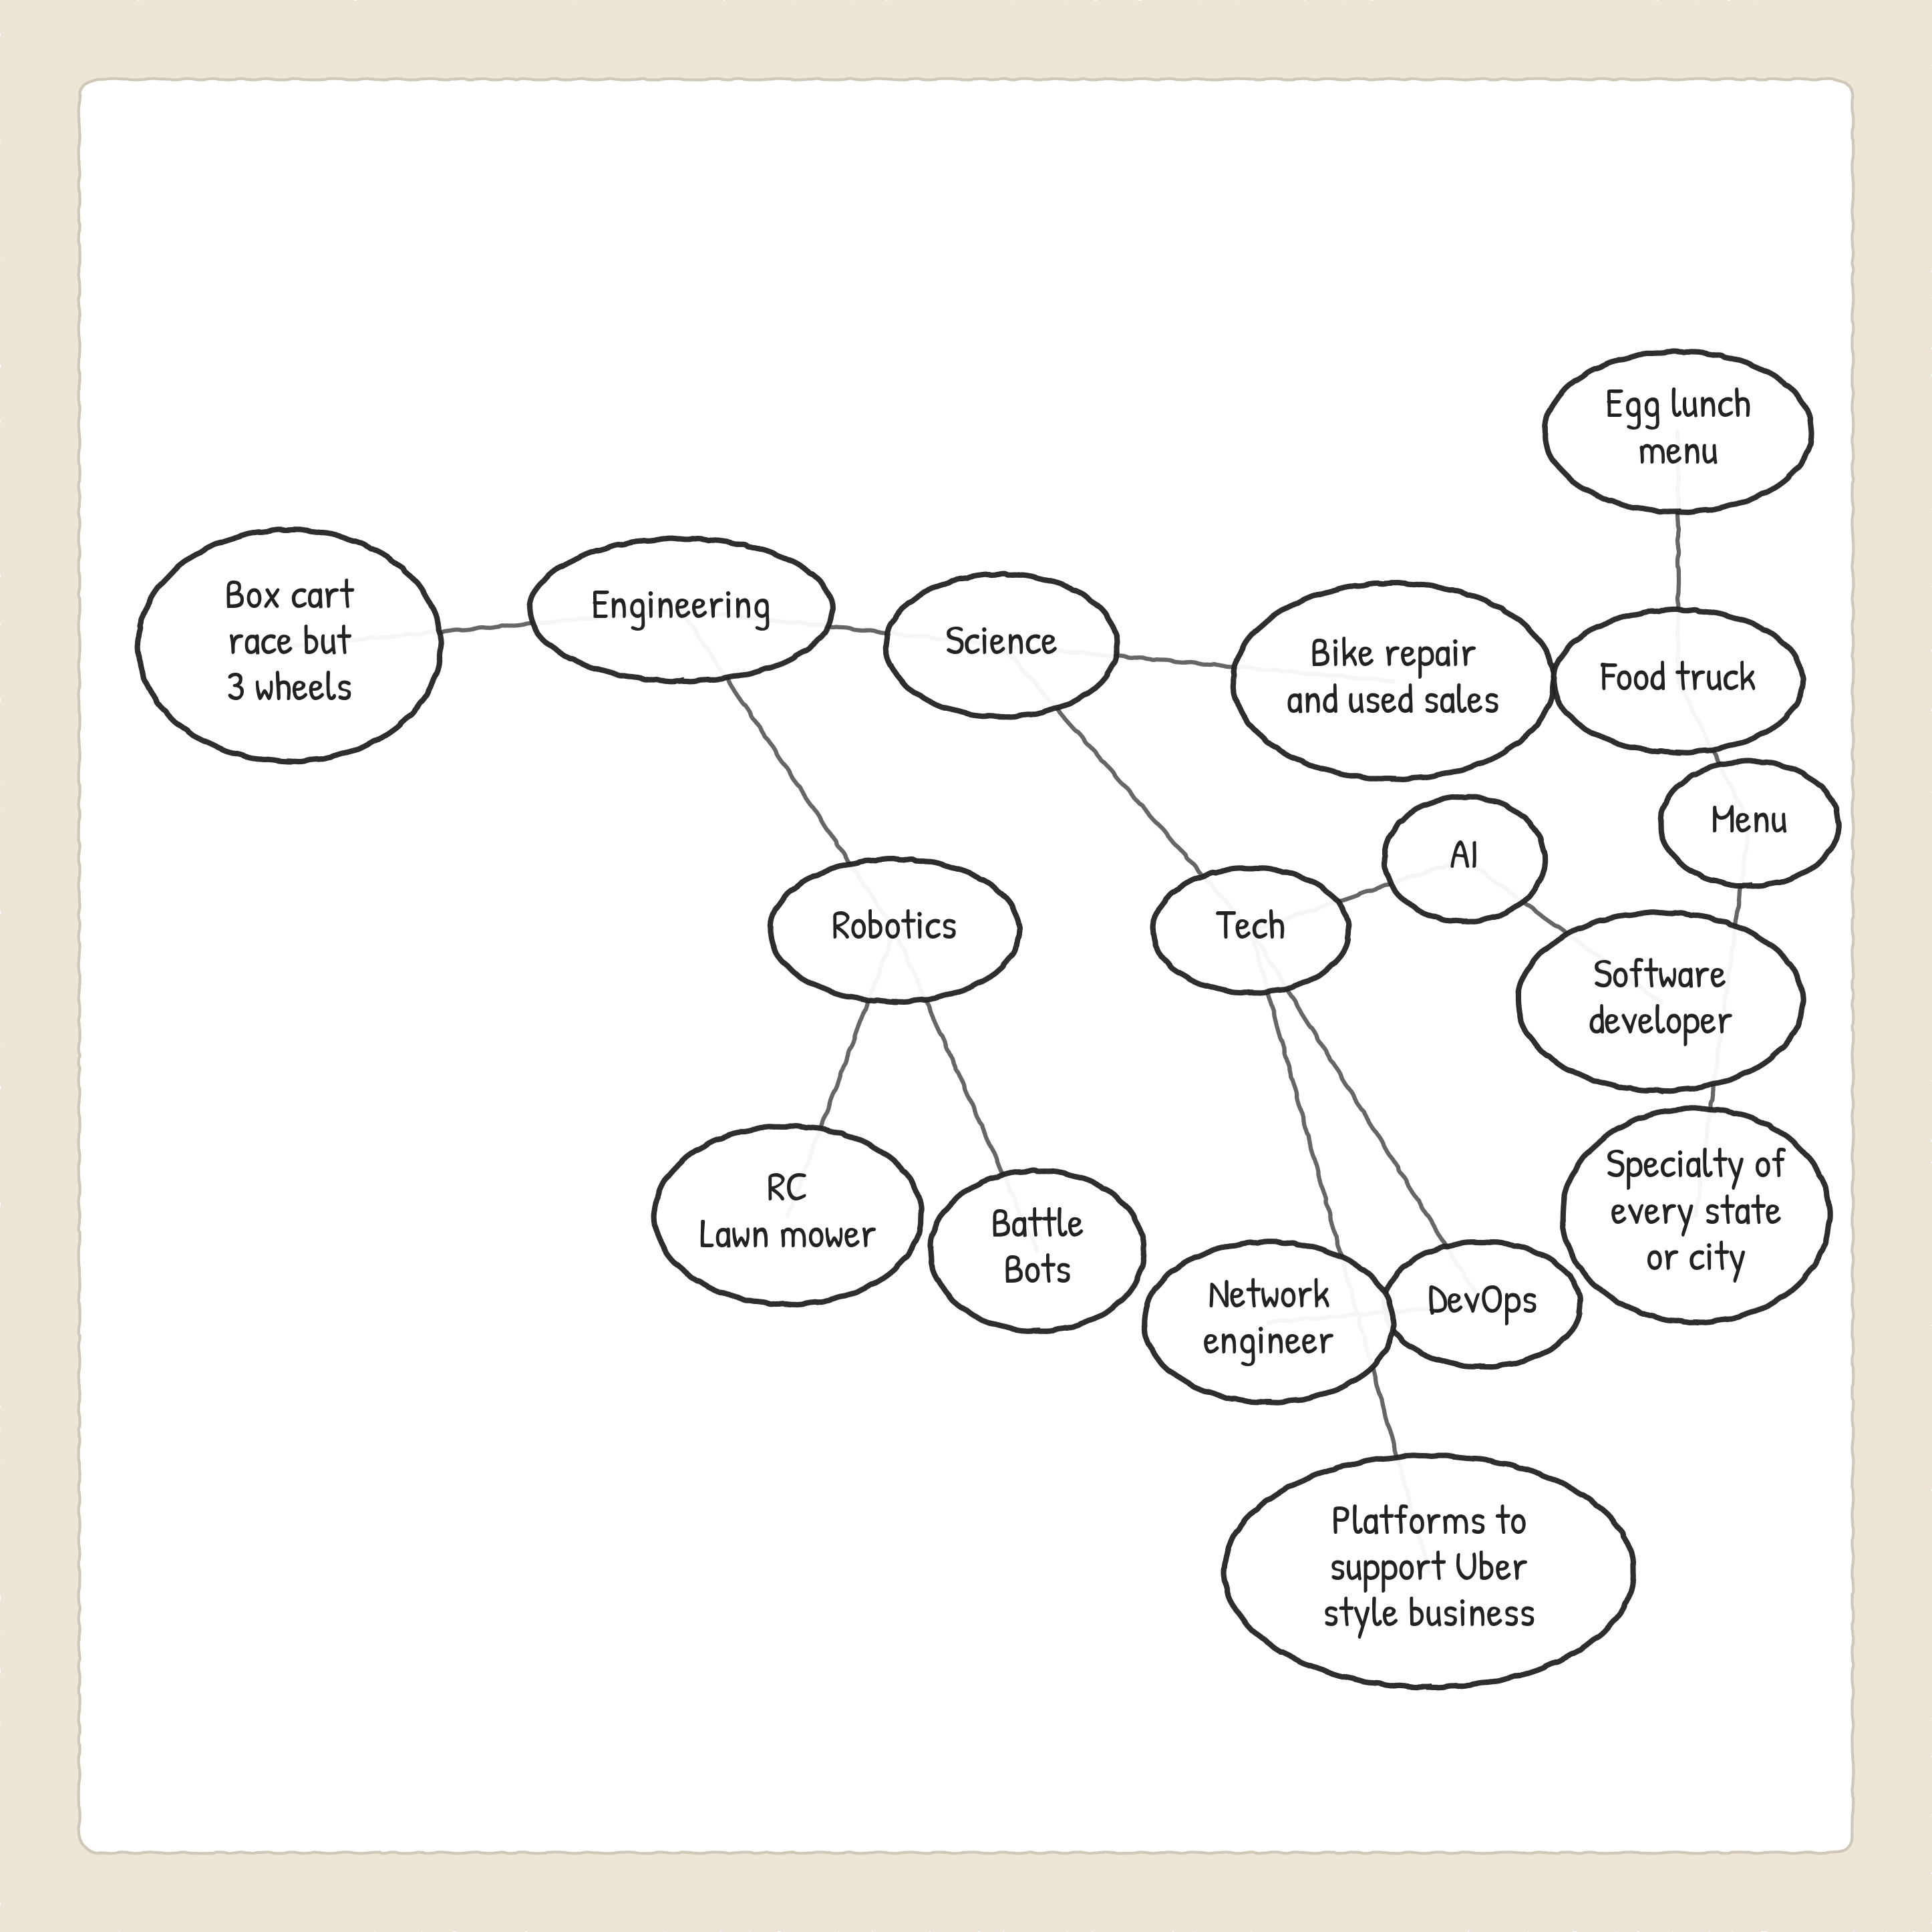 Egg lunch
menu
Box cart
race but
3 wheels
Engineering
Science
Bike repair
and used sales
Food truck
Menu
AI
Robotics
Tech
Software
developer
RC
Lawn mower
Battle
Bots
Specialty of
every state
or city
Network
engineer
DevOps
Platforms to
support Uber
style business